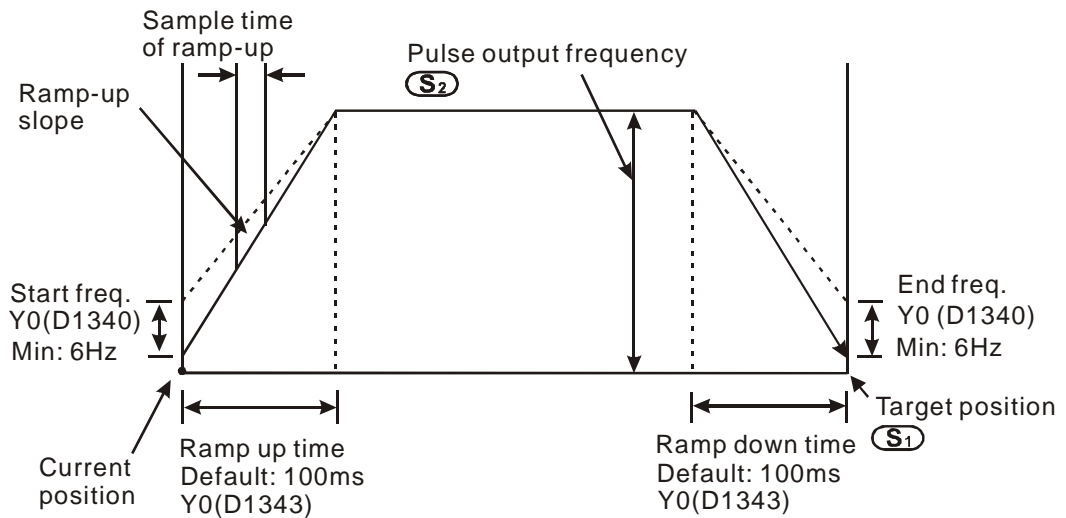 Sample time
of ramp-up
Pulse output frequency
S2
Ramp-up
slope
Start freq.
Y0(D1340)
Min: 6Hz
End freq.
Y0 (D1340)
Min: 6Hz
Current
position
Ramp up time
Default: 100ms
Y0(D1343)
Ramp down time
Default: 100ms
Y0(D1343)
Target position
S1